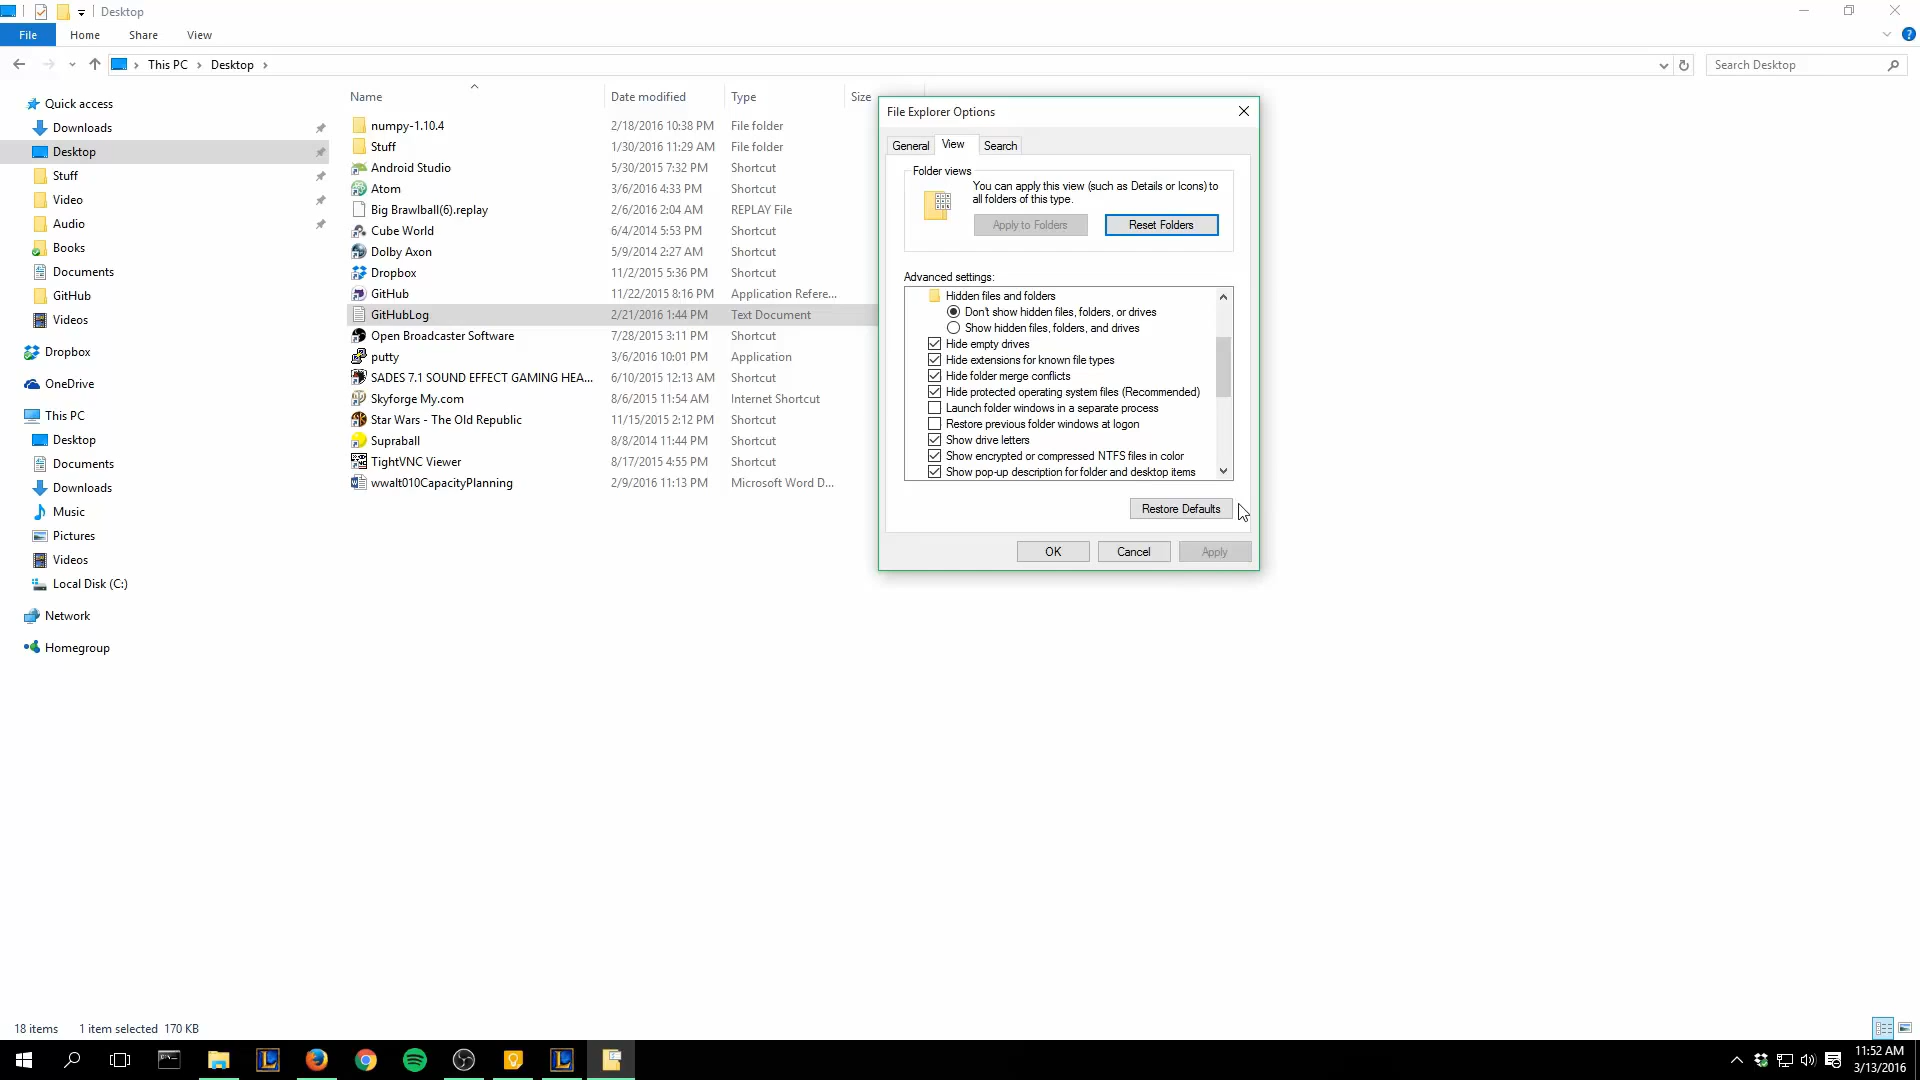 Desktop
File Home Share View
This PC Desktop
Search Desktop
Name Date modified Type Size
Quick access
Downloads
Desktop
Stuff
Video
Audio
Books
Documents
GitHub
Videos
Dropbox
OneDrive
This PC
Desktop
Documents
Downloads
Music
Pictures
Videos
Local Disk (C:)
Network
Homegroup
numpy-1.10.4 2/18/2016 10:38 PM File folder
Stuff 1/30/2016 11:29 AM File folder
Android Studio 5/30/2015 7:32 PM Shortcut
Atom 3/6/2016 4:33 PM Shortcut
Big Brawlball(6).replay 2/6/2016 2:04 AM REPLAY File
Cube World 6/4/2014 5:53 PM Shortcut
Dolby Axon 5/9/2014 2:27 AM Shortcut
Dropbox 11/2/2015 5:36 PM Shortcut
GitHub 11/22/2015 8:16 PM Application Refere...
GitHubLog 2/21/2016 1:44 PM Text Document
Open Broadcaster Software 7/28/2015 3:11 PM Shortcut
putty 3/6/2016 10:01 PM Application
SADES 7.1 SOUND EFFECT GAMING HEA... 6/10/2015 12:13 AM Shortcut
Skyforge My.com 8/6/2015 11:54 AM Internet Shortcut
Star Wars - The Old Republic 11/15/2015 2:12 PM Shortcut
Supraball 8/8/2014 11:44 PM Shortcut
TightVNC Viewer 8/17/2015 4:55 PM Shortcut
wwalt010CapacityPlanning 2/9/2016 11:13 PM Microsoft Word D...
File Explorer Options
General View Search
Folder views
You can apply this view (such as Details or Icons) to
all folders of this type.
Apply to Folders Reset Folders
Advanced settings:
Hidden files and folders
Don't show hidden files, folders, or drives
Show hidden files, folders, and drives
Hide empty drives
Hide extensions for known file types
Hide folder merge conflicts
Hide protected operating system files (Recommended)
Launch folder windows in a separate process
Restore previous folder windows at logon
Show drive letters
Show encrypted or compressed NTFS files in color
Show pop-up description for folder and desktop items
Restore Defaults
OK Cancel Apply
18 items 1 item selected 170 KB
11:52 AM
3/13/2016